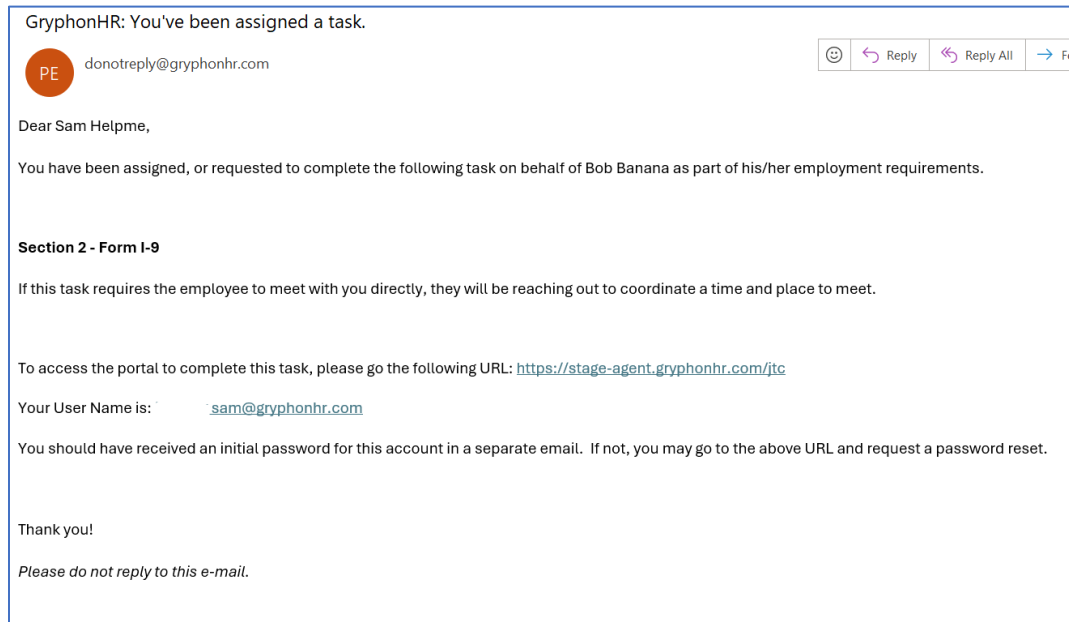 GryphonHR: You've been assigned a task.
PE
donotreply@gryphonhr.com
Reply
Reply All
Dear Sam Helpme,
You have been assigned, or requested to complete the following task on behalf of Bob Banana as part of his/her employment requirements.
Section 2 - Form I-9
If this task requires the employee to meet with you directly, they will be reaching out to coordinate a time and place to meet.
To access the portal to complete this task, please go the following URL: https://stage-agent.gryphonhr.com/jtc
Your User Name is: sam@gryphonhr.com
You should have received an initial password for this account in a separate email. If not, you may go to the above URL and request a password reset.
Thank you!
Please do not reply to this e-mail.